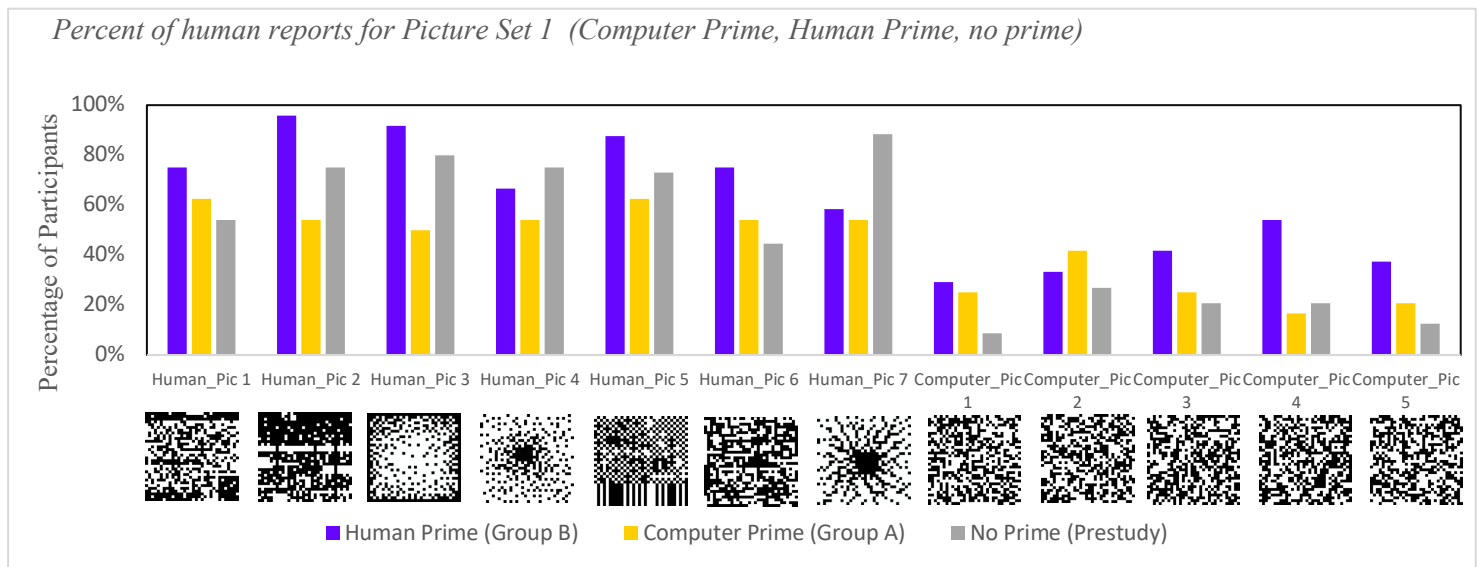 Percent of human reports for Picture Set 1 (Computer Prime, Human Prime, no prime)
Percentage of Participants
100%
80%
60%
40%
20%
0%
Human_Pic 1 Human_Pic 2 Human_Pic 3 Human_Pic 4 Human_Pic 5 Human_Pic 6 Human_Pic 7 Computer_Pic Computer_Pic Computer_Pic Computer_Pic Computer_Pic
1 2 3 4 5
Human Prime (Group B) Computer Prime (Group A) No Prime (Prestudy)